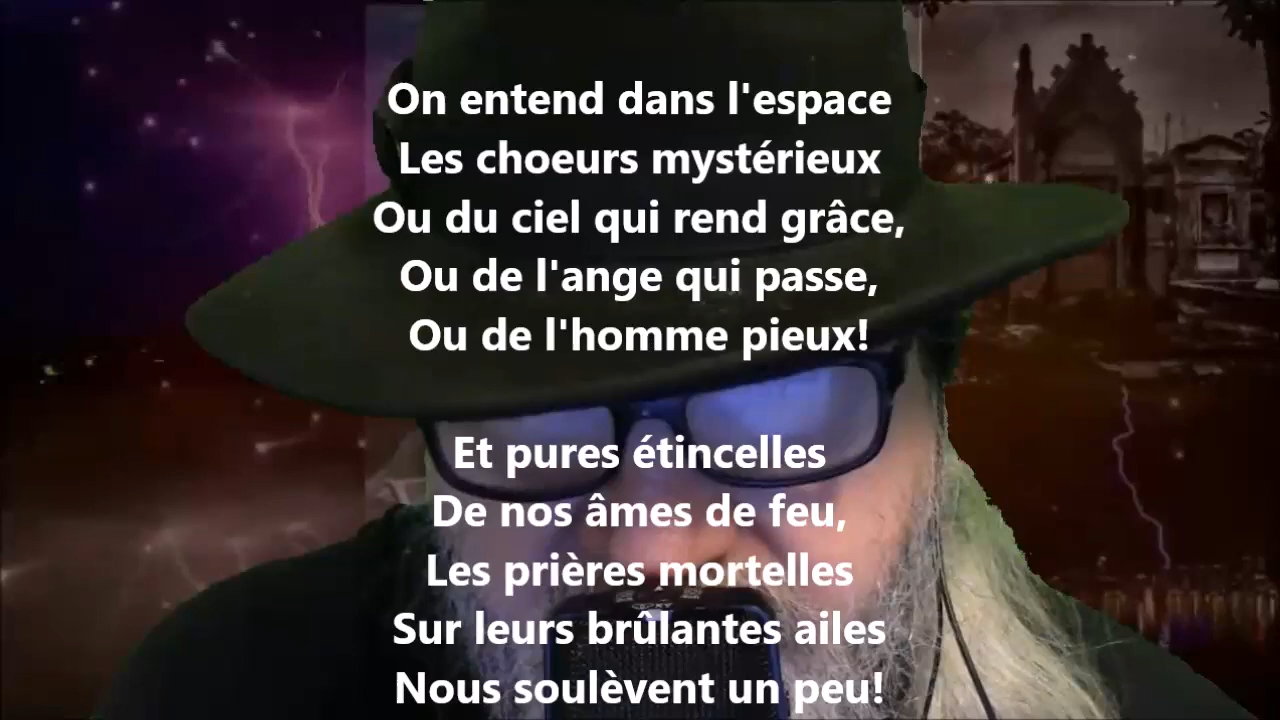 On entend dans l'espace
Les choeurs mystérieux
Ou du ciel qui rend grâce,
Ou de l'ange qui passe,
Ou de l'homme pieux!
Et pures étincelles
De nos âmes de feu,
Les prières mortelles
Sur leurs brûlantes ailes
Nous soulèvent un peu!